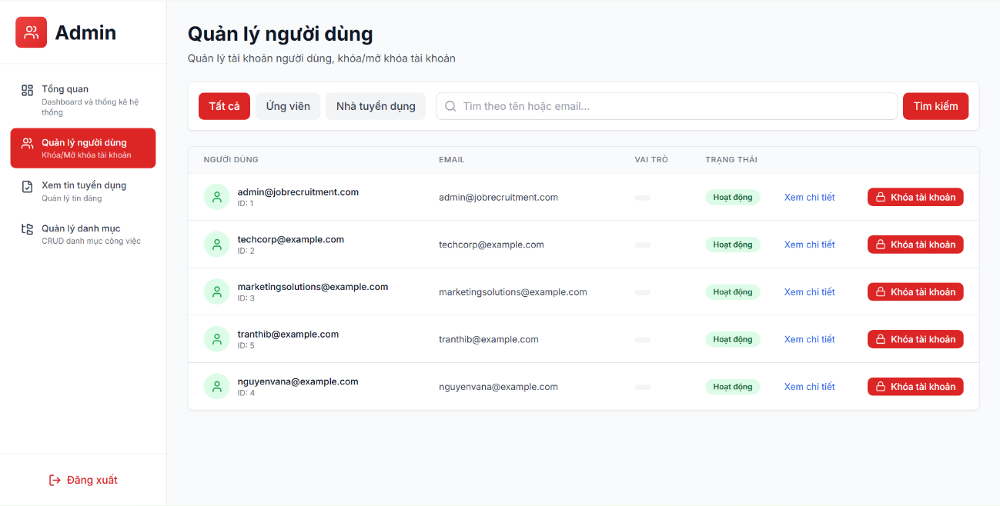 Admin
Tổng quan
Dashboard và thống kê hệ
thống
Quản lý người dùng
Khóa/Mở khóa tài khoản
Xem tin tuyển dụng
Quản lý tin đăng
Quản lý danh mục
CRUD danh mục công việc
Đăng xuất
Quản lý người dùng
Quản lý tài khoản người dùng, khóa/mở khóa tài khoản
Tất cả Ứng viên Nhà tuyển dụng Tìm theo tên hoặc email... Tìm kiếm
NGƯỜI DÙNG EMAIL VAI TRÒ TRẠNG THÁI
admin@jobrecruitment.com admin@jobrecruitment.com Hoạt động Xem chi tiết Khóa tài khoản
ID: 1
techcorp@example.com techcorp@example.com Hoạt động Xem chi tiết Khóa tài khoản
ID: 2
marketingsolutions@example.com marketingsolutions@example.com Hoạt động Xem chi tiết Khóa tài khoản
ID: 3
tranthib@example.com tranthib@example.com Hoạt động Xem chi tiết Khóa tài khoản
ID: 5
nguyenvana@example.com nguyenvana@example.com Hoạt động Xem chi tiết Khóa tài khoản
ID: 4